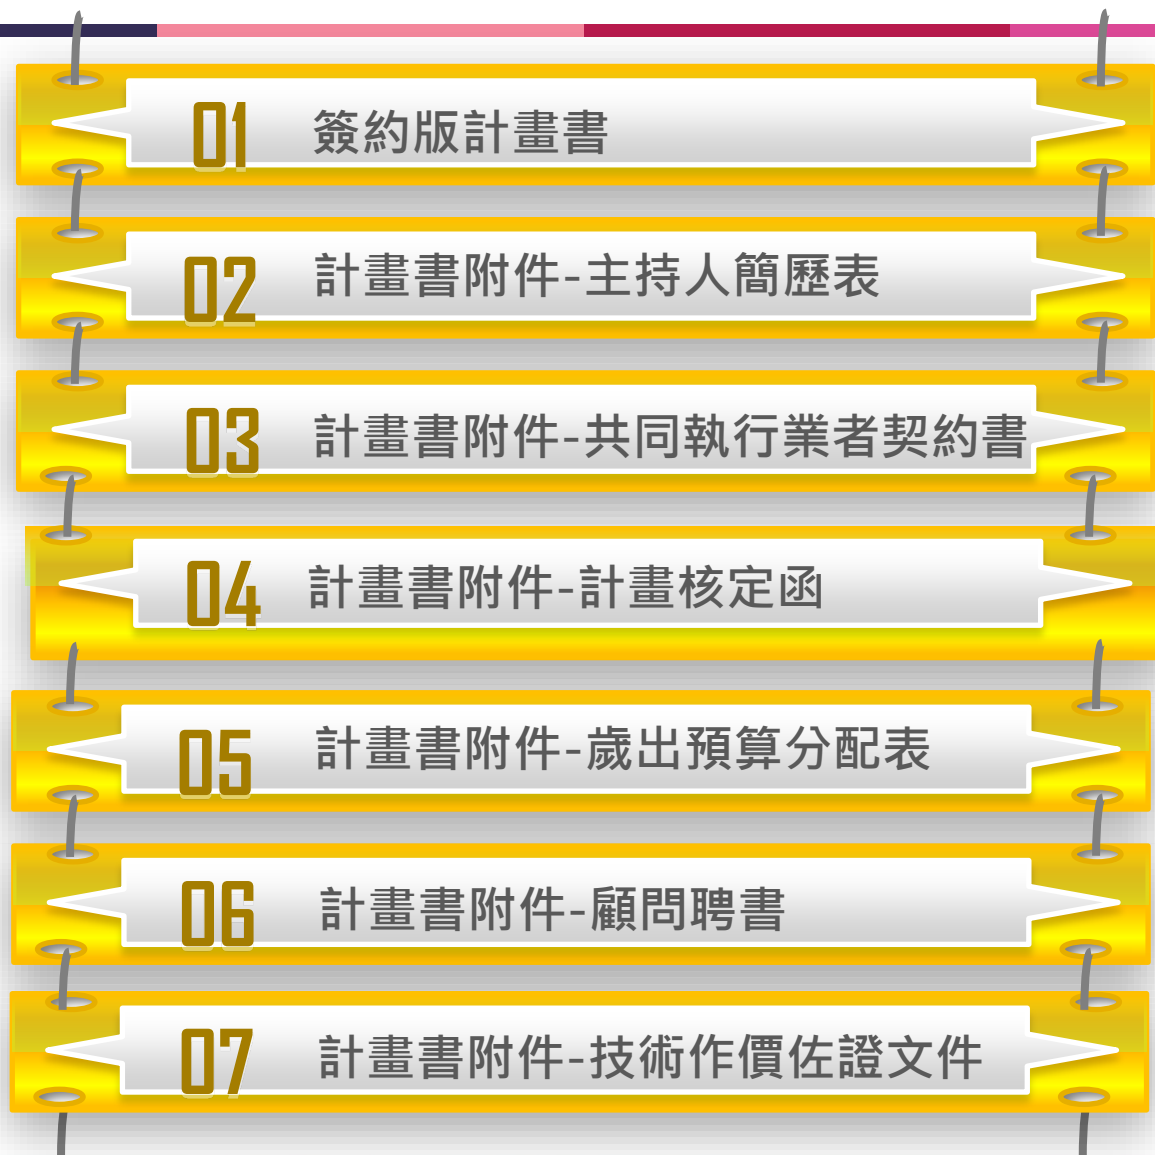 01 簽約版計畫書
02 計畫書附件-主持人簡歷表
03 計畫書附件-共同執行業者契約書
04 計畫書附件-計畫核定函
05 計畫書附件-歲出預算分配表
06 計畫書附件-顧問聘書
07 計畫書附件-技術作價佐證文件